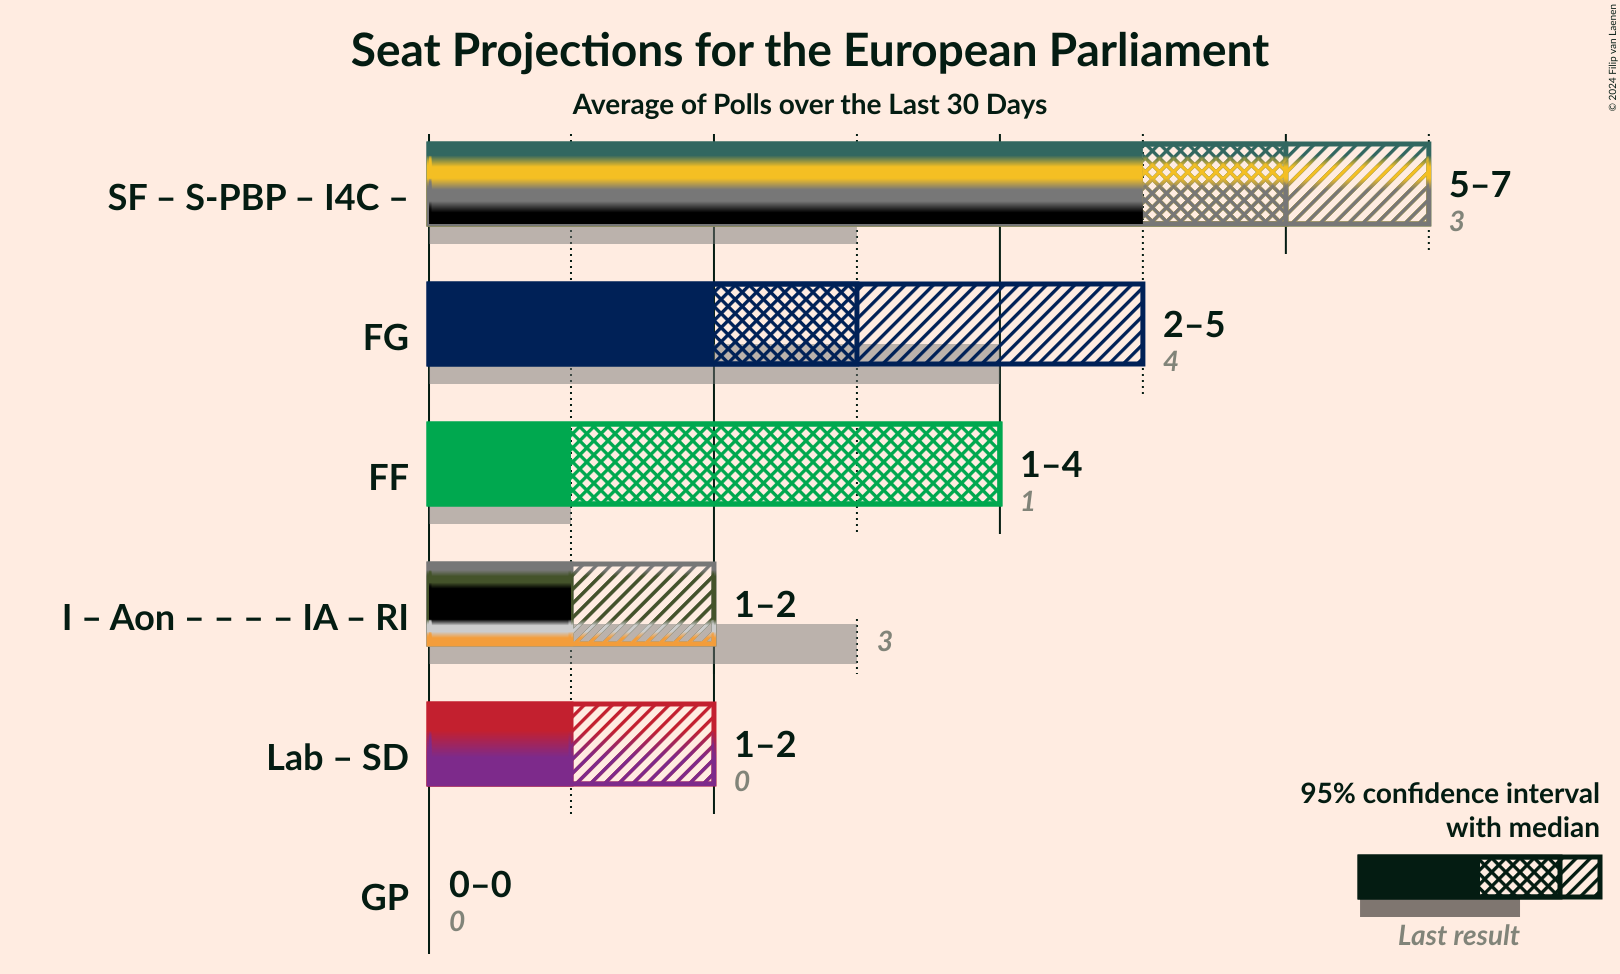 Seat Projections for the European Parliament
Average of Polls over the Last 30 Days
© 2024 Filip van Laenen
SF – S-PBP – I4C –
5–7
3
FG
2–5
4
FF
1–4
1
I – Aon – – – – IA – RI
1–2
3
Lab – SD
1–2
0
GP
0–0
0
95% confidence interval
with median
Last result